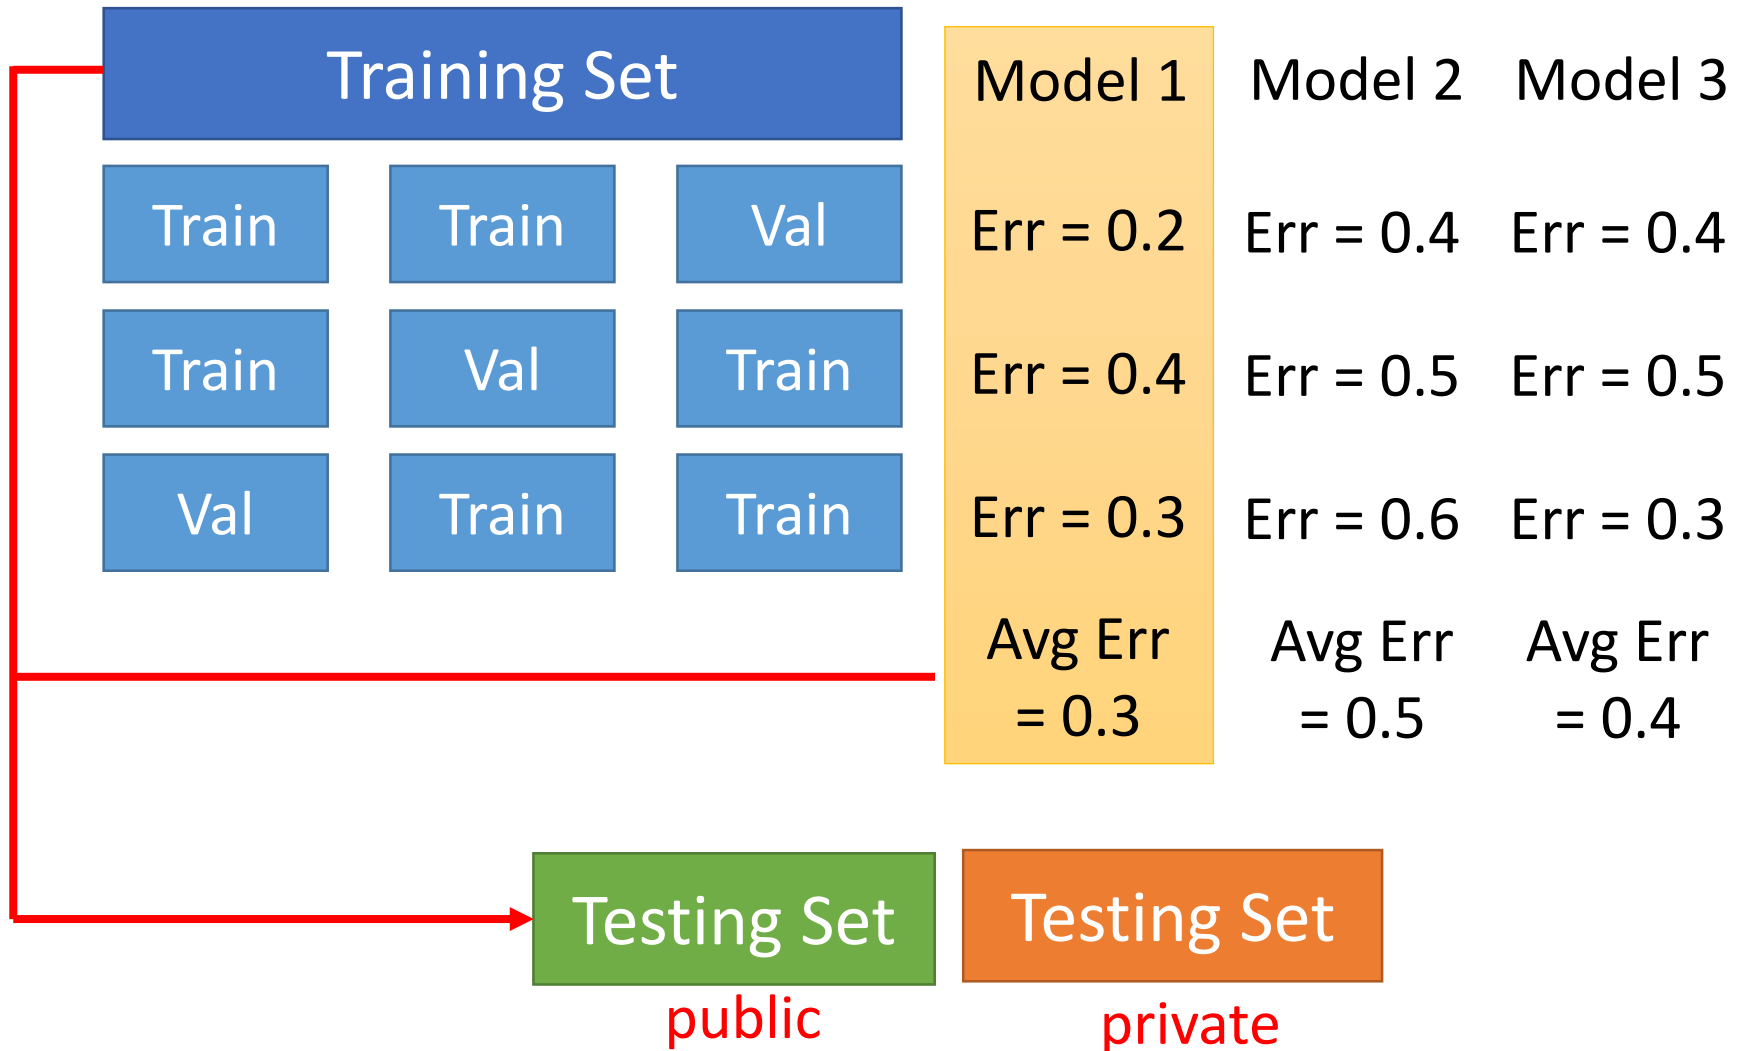 Training Set
Model 1 Model 2 Model 3
Train Train Val Err = 0.2 Err = 0.4 Err = 0.4
Train Val Train Err = 0.4 Err = 0.5 Err = 0.5
Val Train Train Err = 0.3 Err = 0.6 Err = 0.3
Avg Err Avg Err Avg Err
= 0.3 = 0.5 = 0.4
Testing Set Testing Set
public private